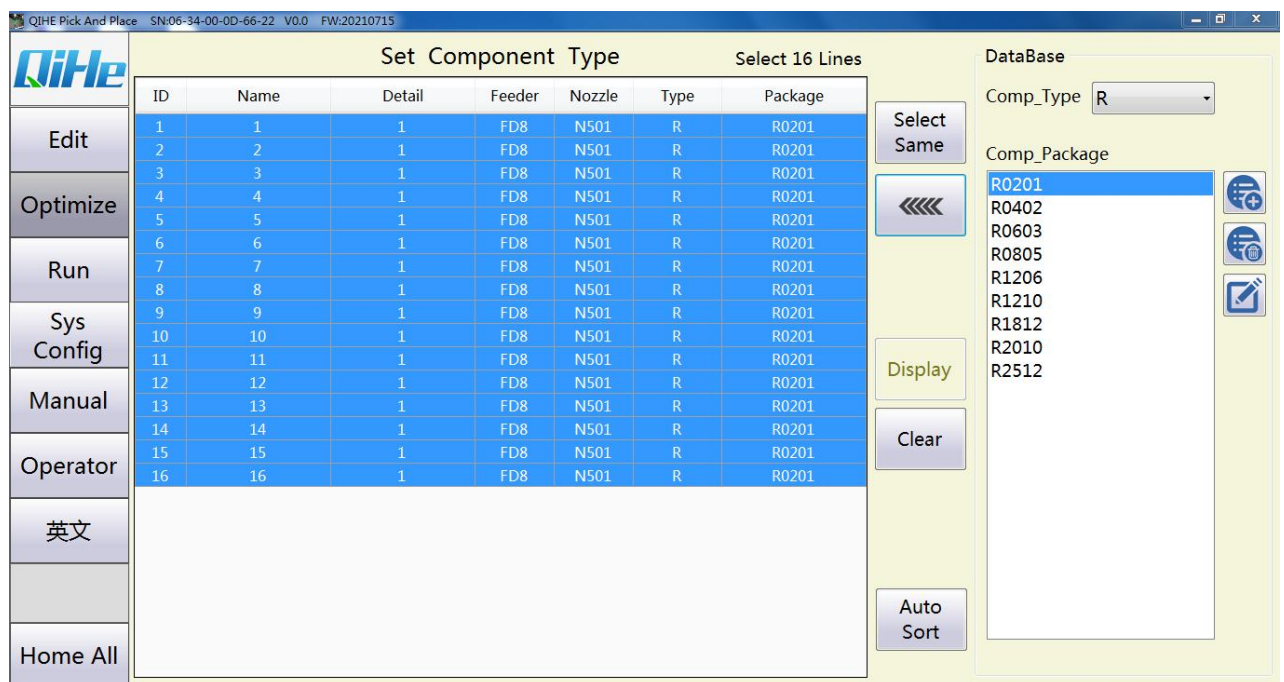 QIHE Pick And Place SN:06-34-00-0D-66-22 V0.0 FW:20210715
QiHe
Edit
Optimize
Run
Sys
Config
Manual
Operator
英文
Home All
Set Component Type
Select 16 Lines
ID Name Detail Feeder Nozzle Type Package
1 1 1 FD8 N501 R R0201
2 2 1 FD8 N501 R R0201
3 3 1 FD8 N501 R R0201
4 4 1 FD8 N501 R R0201
5 5 1 FD8 N501 R R0201
6 6 1 FD8 N501 R R0201
7 7 1 FD8 N501 R R0201
8 8 1 FD8 N501 R R0201
9 9 1 FD8 N501 R R0201
10 10 1 FD8 N501 R R0201
11 11 1 FD8 N501 R R0201
12 12 1 FD8 N501 R R0201
13 13 1 FD8 N501 R R0201
14 14 1 FD8 N501 R R0201
15 15 1 FD8 N501 R R0201
16 16 1 FD8 N501 R R0201
Select
Same
Display
Clear
Auto
Sort
DataBase
Comp_Type R
Comp_Package
R0201
R0402
R0603
R0805
R1206
R1210
R1812
R2010
R2512